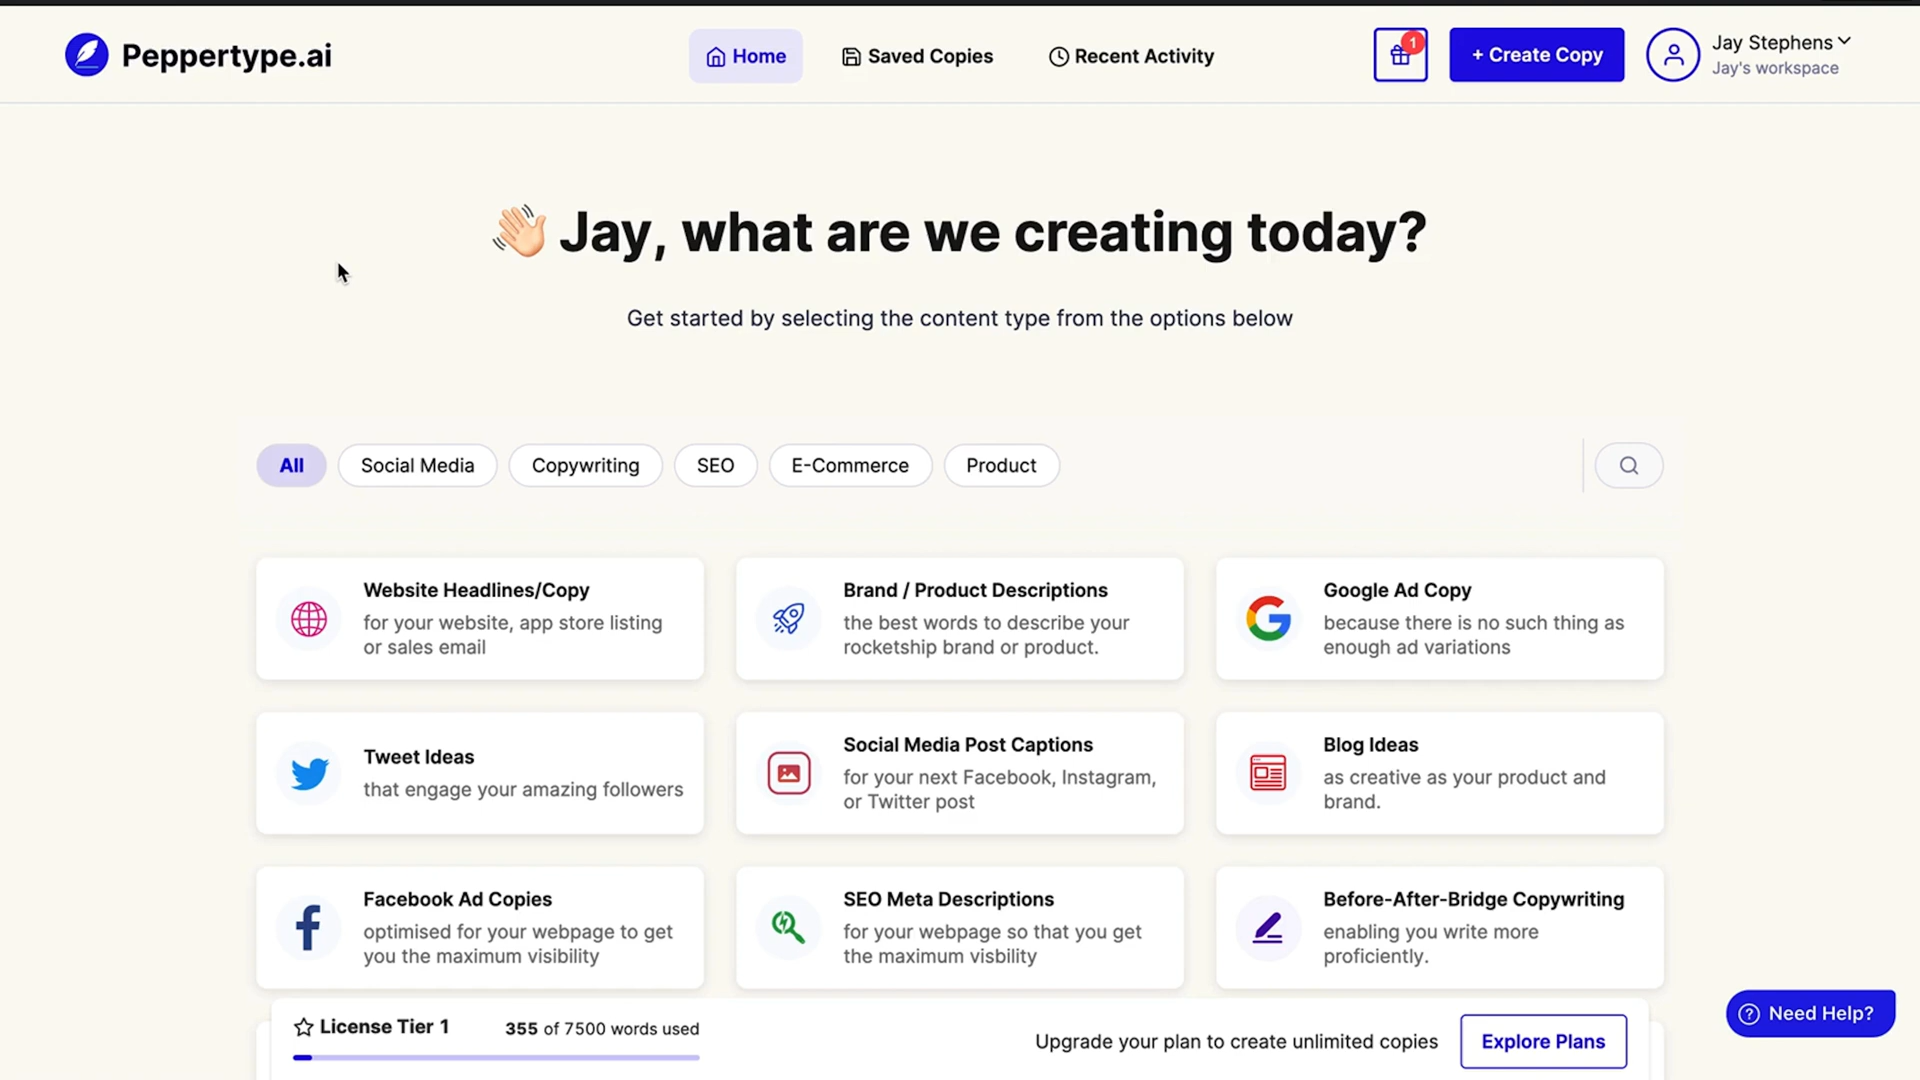 Peppertype.ai
Home
Saved Copies
Recent Activity
1
+ Create Copy
Jay Stephens
Jay's workspace
👋🏻 Jay, what are we creating today?
Get started by selecting the content type from the options below
All
Social Media
Copywriting
SEO
E-Commerce
Product
Website Headlines/Copy
for your website, app store listing
or sales email
Brand / Product Descriptions
the best words to describe your
rocketship brand or product.
Google Ad Copy
because there is no such thing as
enough ad variations
Tweet Ideas
that engage your amazing followers
Social Media Post Captions
for your next Facebook, Instagram,
or Twitter post
Blog Ideas
as creative as your product and
brand.
Facebook Ad Copies
optimised for your webpage to get
you the maximum visibility
SEO Meta Descriptions
for your webpage so that you get
the maximum visbility
Before-After-Bridge Copywriting
enabling you write more
proficiently.
License Tier 1
355 of 7500 words used
Upgrade your plan to create unlimited copies
Explore Plans
Need Help?